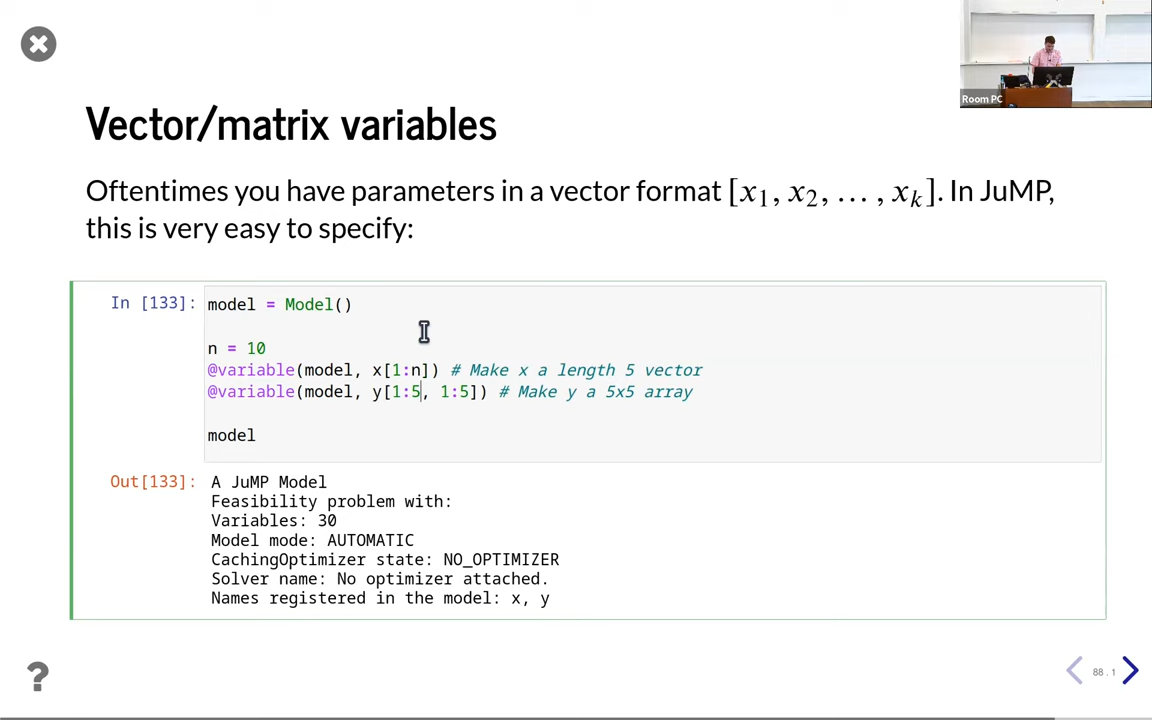 Room PC
Vector/matrix variables
Oftentimes you have parameters in a vector format [x1, x2, … , xk]. In JuMP,
this is very easy to specify:
In [133]: model = Model()
n = 10
@variable(model, x[1:n]) # Make x a length 5 vector
@variable(model, y[1:5, 1:5]) # Make y a 5x5 array
model
Out[133]: A JuMP Model
Feasibility problem with:
Variables: 30
Model mode: AUTOMATIC
CachingOptimizer state: NO_OPTIMIZER
Solver name: No optimizer attached.
Names registered in the model: x, y
?
88 . 1